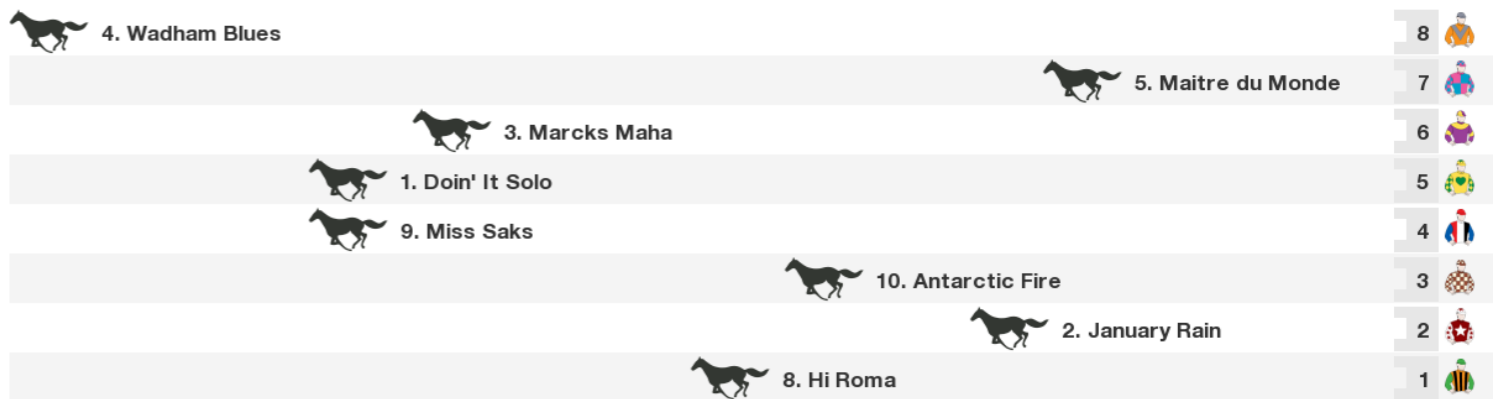 4. Wadham Blues 8
5. Maitre du Monde 7
3. Marcks Maha 6
1. Doin' It Solo 5
9. Miss Saks 4
10. Antarctic Fire 3
2. January Rain 2
8. Hi Roma 1